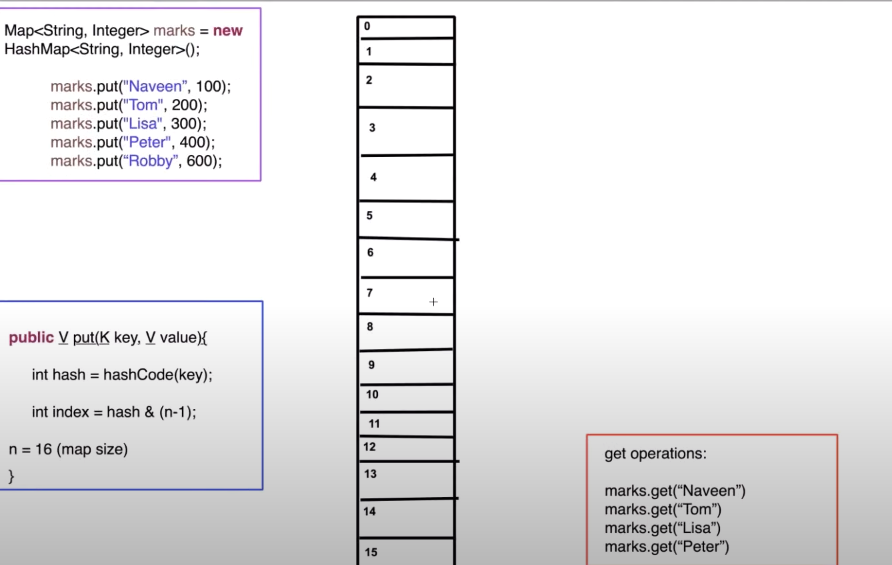 Map<String, Integer> marks = new
HashMap<String, Integer>();
marks.put("Naveen", 100);
marks.put("Tom", 200);
marks.put("Lisa", 300);
marks.put("Peter", 400);
marks.put(“Robby”, 600);
public V put(K key, V value){
int hash = hashCode(key);
int index = hash & (n-1);
n = 16 (map size)
}
0
1
2
3
4
5
6
7
8
9
10
11
12
13
14
15
get operations:
marks.get(“Naveen”)
marks.get(“Tom”)
marks.get(“Lisa”)
marks.get(“Peter”)